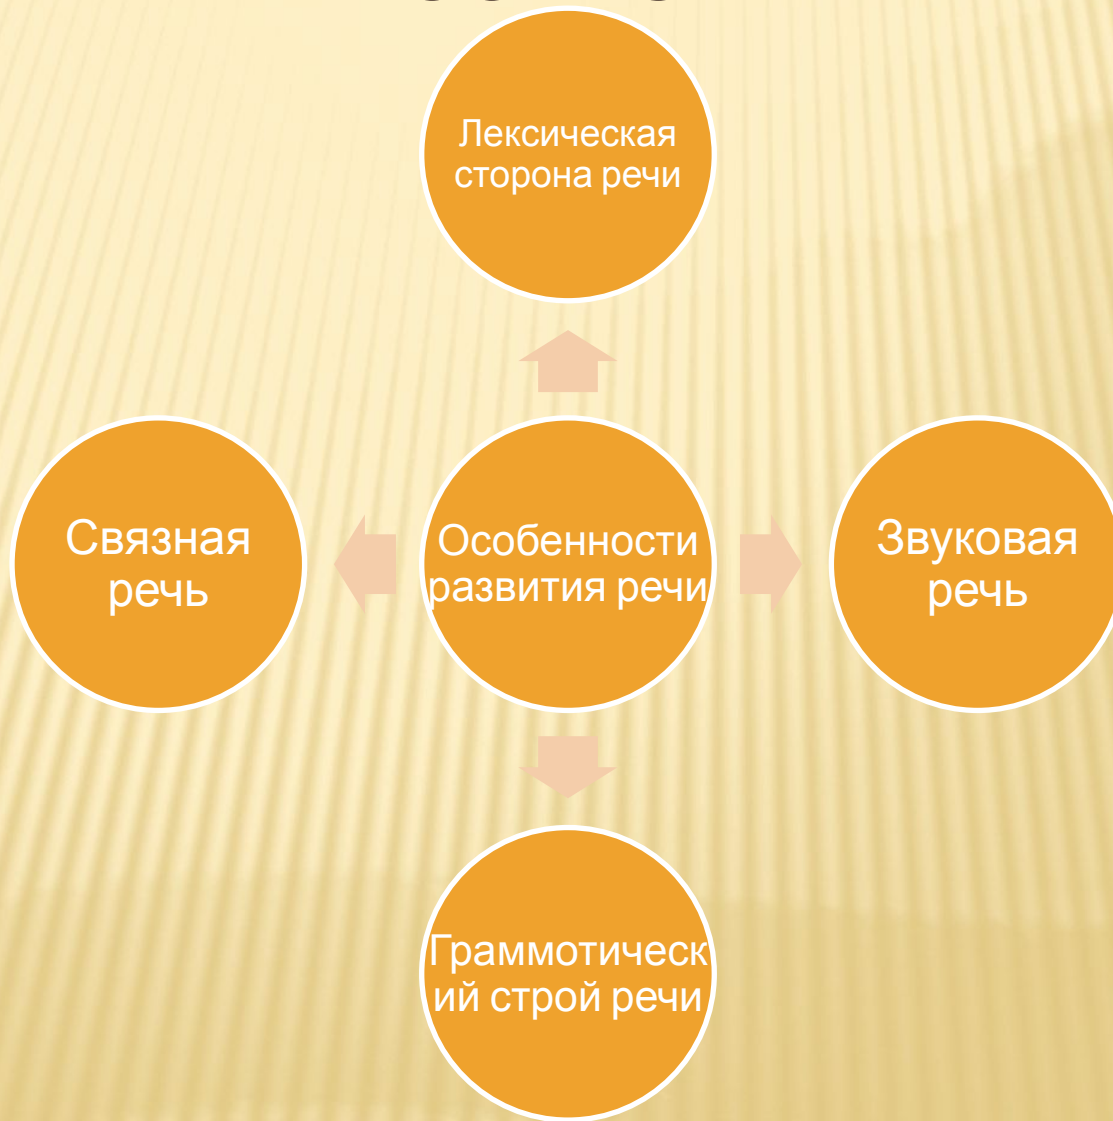 Лексическая
сторона речи
Связная
речь
Особенности
развития речи
Звуковая
речь
Граммотическ
ий строй речи